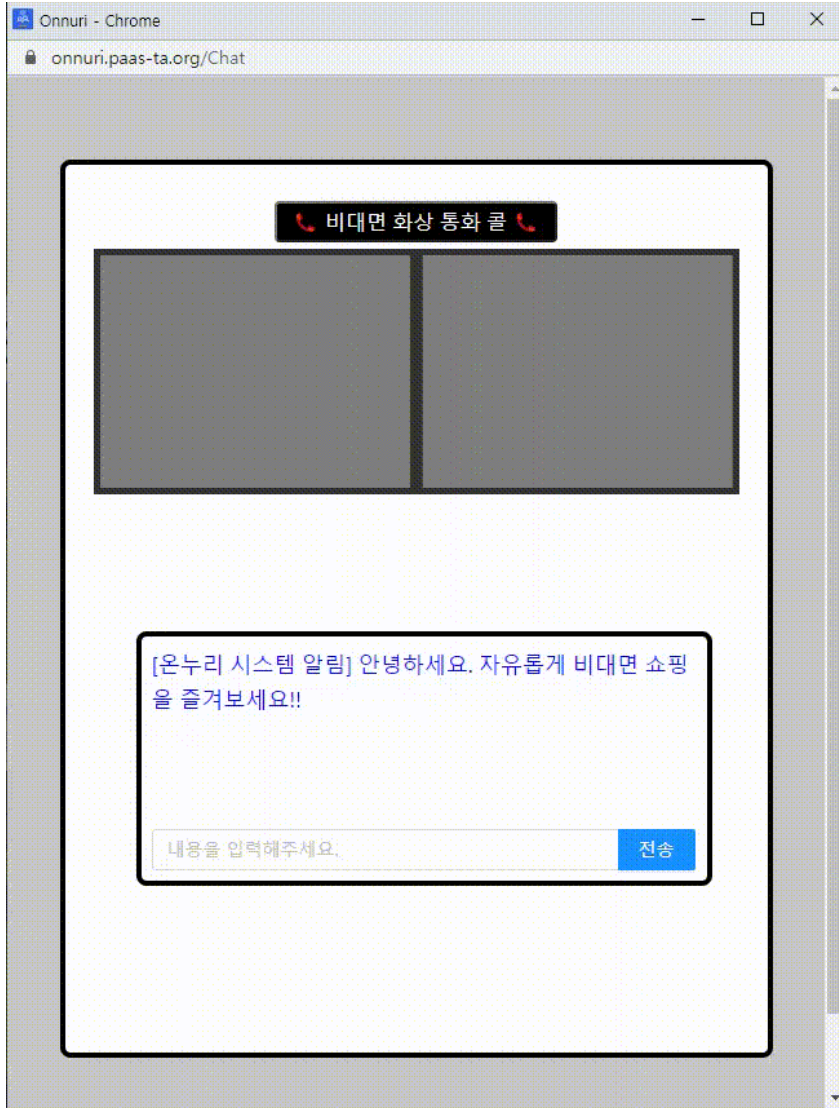 Onnuri - Chrome
onnuri.paas-ta.org/Chat
비대면 화상 통화 콜
[온누리 시스템 알림] 안녕하세요. 자유롭게 비대면 쇼핑
을 즐겨보세요!!
내용을 입력해주세요.
전송